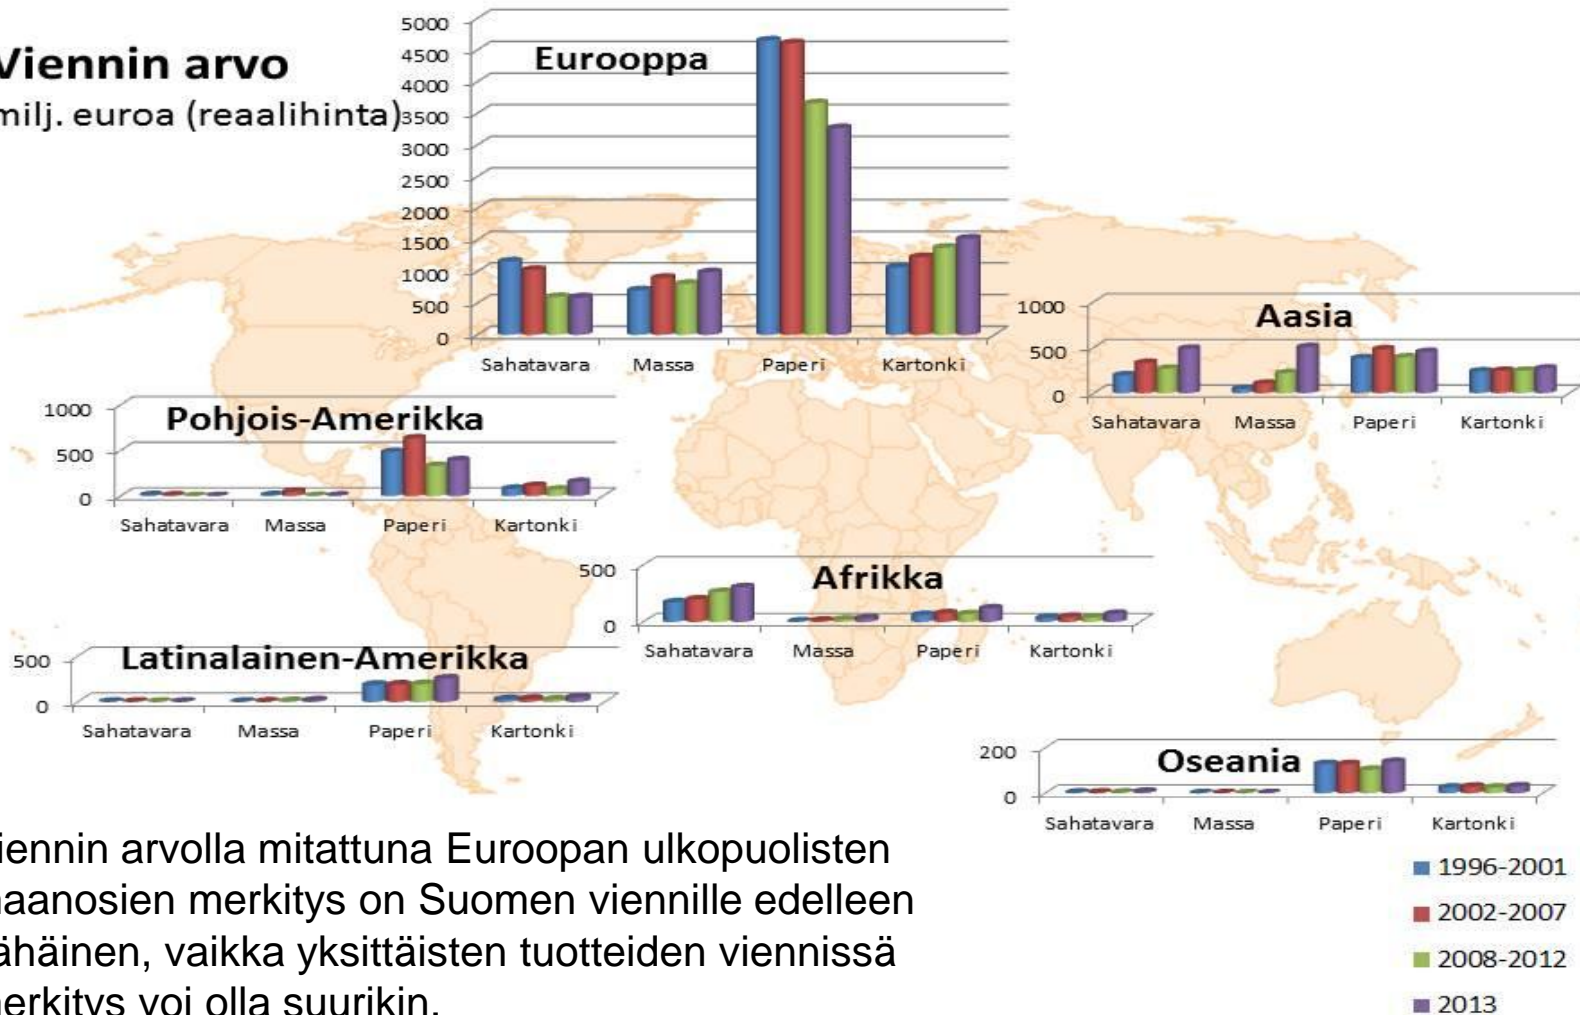 Viennin arvo
milj. euroa (reaalihinta)
Eurooppa
5000
4500
4000
3500
3000
2500
2000
1500
1000
500
0
Sahatavara Massa Paperi Kartonki
Aasia
1000
500
0
Sahatavara Massa Paperi Kartonki
Pohjois-Amerikka
1000
500
0
Sahatavara Massa Paperi Kartonki
Afrikka
500
0
Sahatavara Massa Paperi Kartonki
Latinalainen-Amerikka
500
0
Sahatavara Massa Paperi Kartonki
Oseania
200
0
Sahatavara Massa Paperi Kartonki
iennin arvolla mitattuna Euroopan ulkopuolisten
aanosien merkitys on Suomen viennille edelleen
ähäinen, vaikka yksittäisten tuotteiden viennissä
erkitys voi olla suurikin.
1996-2001
2002-2007
2008-2012
2013